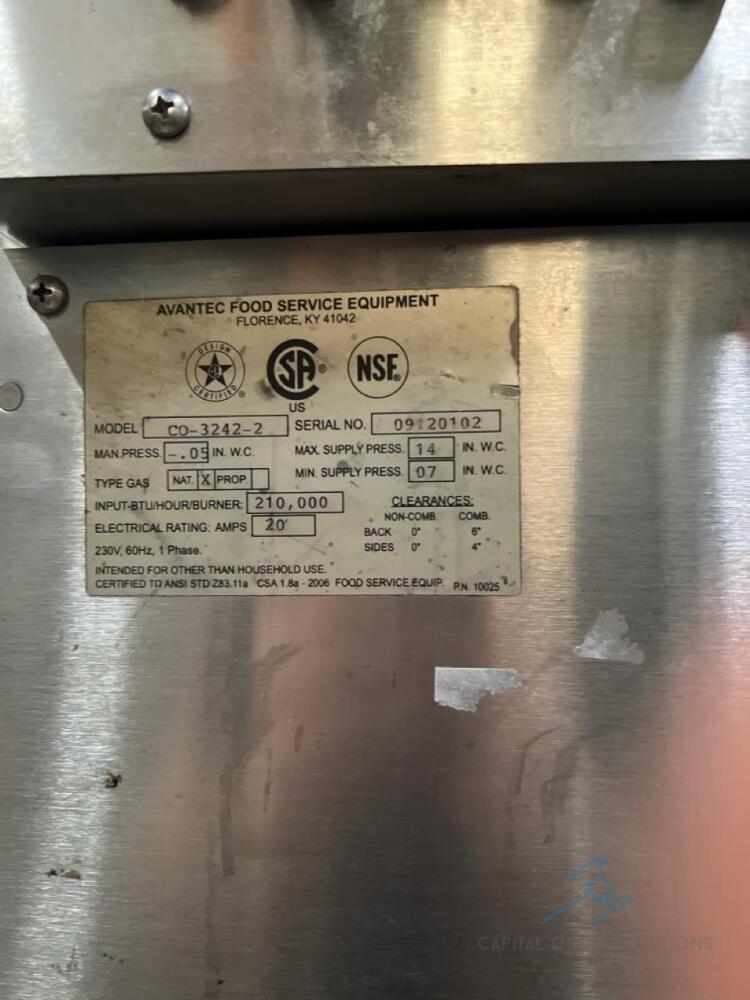 AVANTEC FOOD SERVICE EQUIPMENT
FLORENCE, KY 41042
DESIGN CERTIFIED ® CSA ® US NSF ®
MODEL CO-3242-2 SERIAL NO. 09120102
MAN.PRESS. -.05 IN. W.C. MAX. SUPPLY PRESS. 14 IN. W.C.
TYPE GAS NAT. X PROP. MIN. SUPPLY PRESS. 07 IN. W.C.
INPUT-BTU/HOUR/BURNER: 210,000 CLEARANCES:
NON-COMB. COMB.
ELECTRICAL RATING: AMPS 20 BACK 0" 6"
230V, 60Hz, 1 Phase. SIDES 0" 4"
INTENDED FOR OTHER THAN HOUSEHOLD USE.
CERTIFIED TO ANSI STD Z83.11a CSA 1.8a - 2006 FOOD SERVICE EQUIP. P.N. 10025
CAPITAL